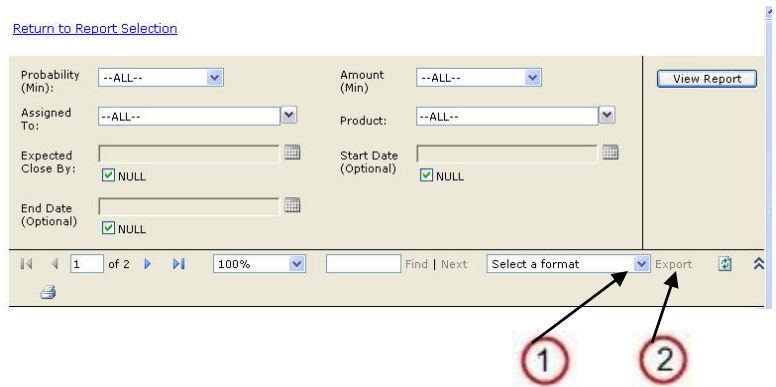 Return to Report Selection
Probability (Min): --ALL-- Amount (Min) --ALL-- View Report
Assigned To: --ALL-- Product: --ALL--
Expected Close By: NULL Start Date (Optional) NULL
End Date (Optional) NULL
1 of 2 100% Find | Next Select a format Export
1 2